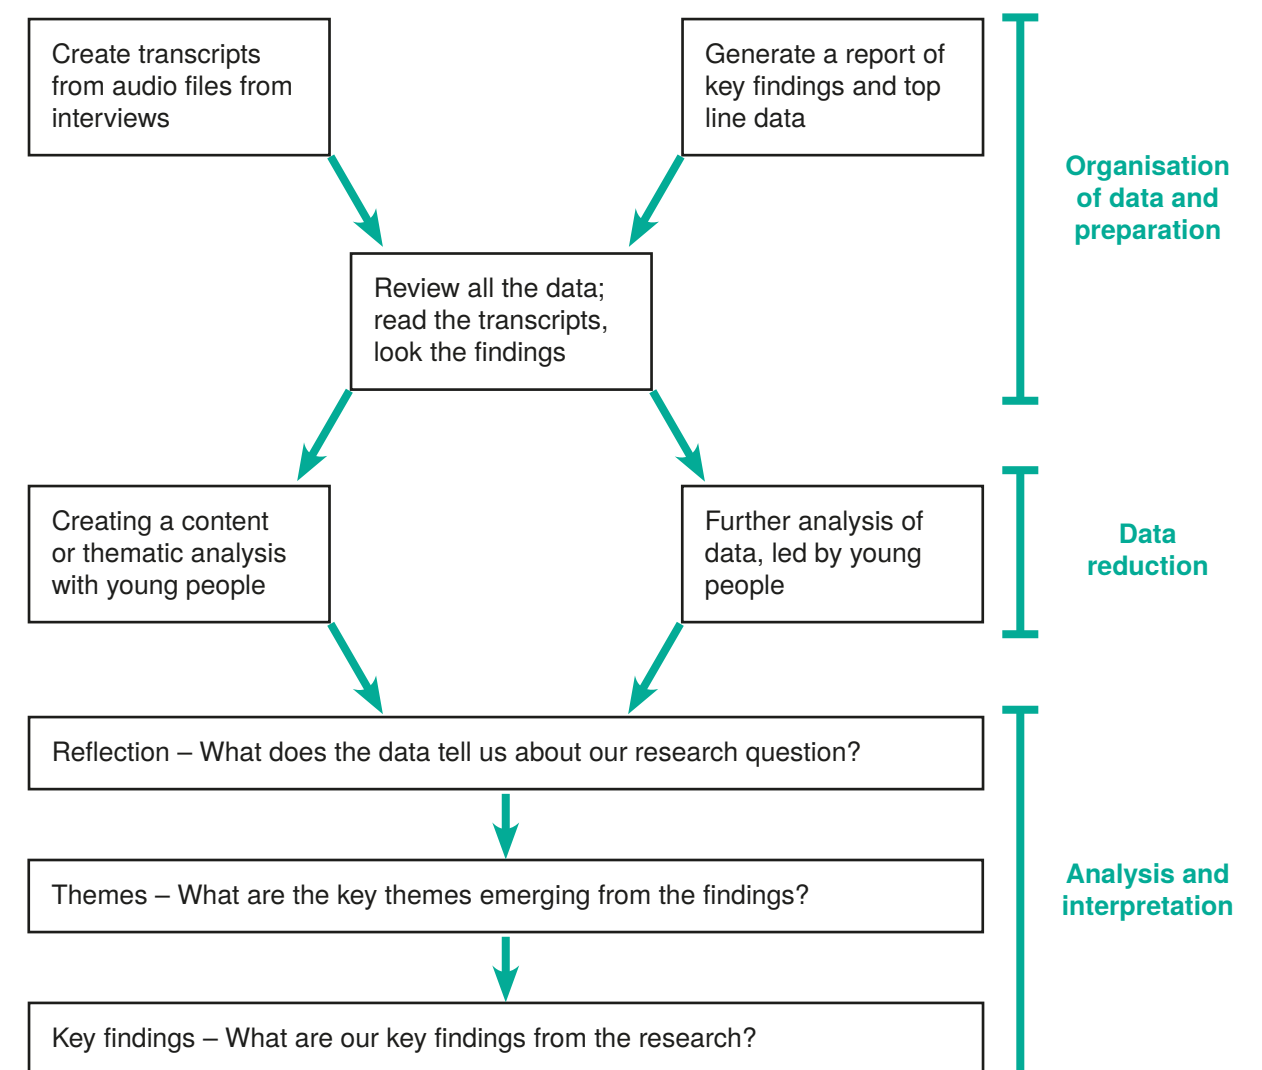 Create transcripts
from audio files from
interviews
Generate a report of
key findings and top
line data
Organisation
of data and
preparation
Review all the data;
read the transcripts,
look the findings
Creating a content
or thematic analysis
with young people
Further analysis of
data, led by young
people
Data
reduction
Reflection – What does the data tell us about our research question?
Themes – What are the key themes emerging from the findings?
Analysis and
interpretation
Key findings – What are our key findings from the research?